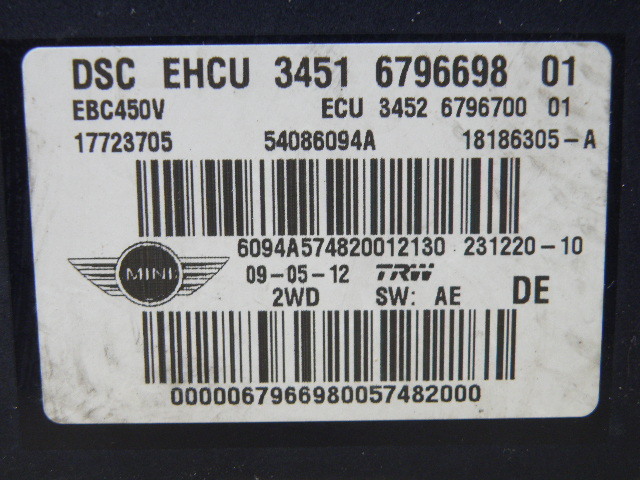 DSC EHCU 3451 6796698 01
EBC450V ECU 3452 6796700 01
17723705 54086094A 18186305-A
6094A574820012130 231220-10
MINI 09-05-12 TRW
2WD SW: AE DE
0000067966980057482000